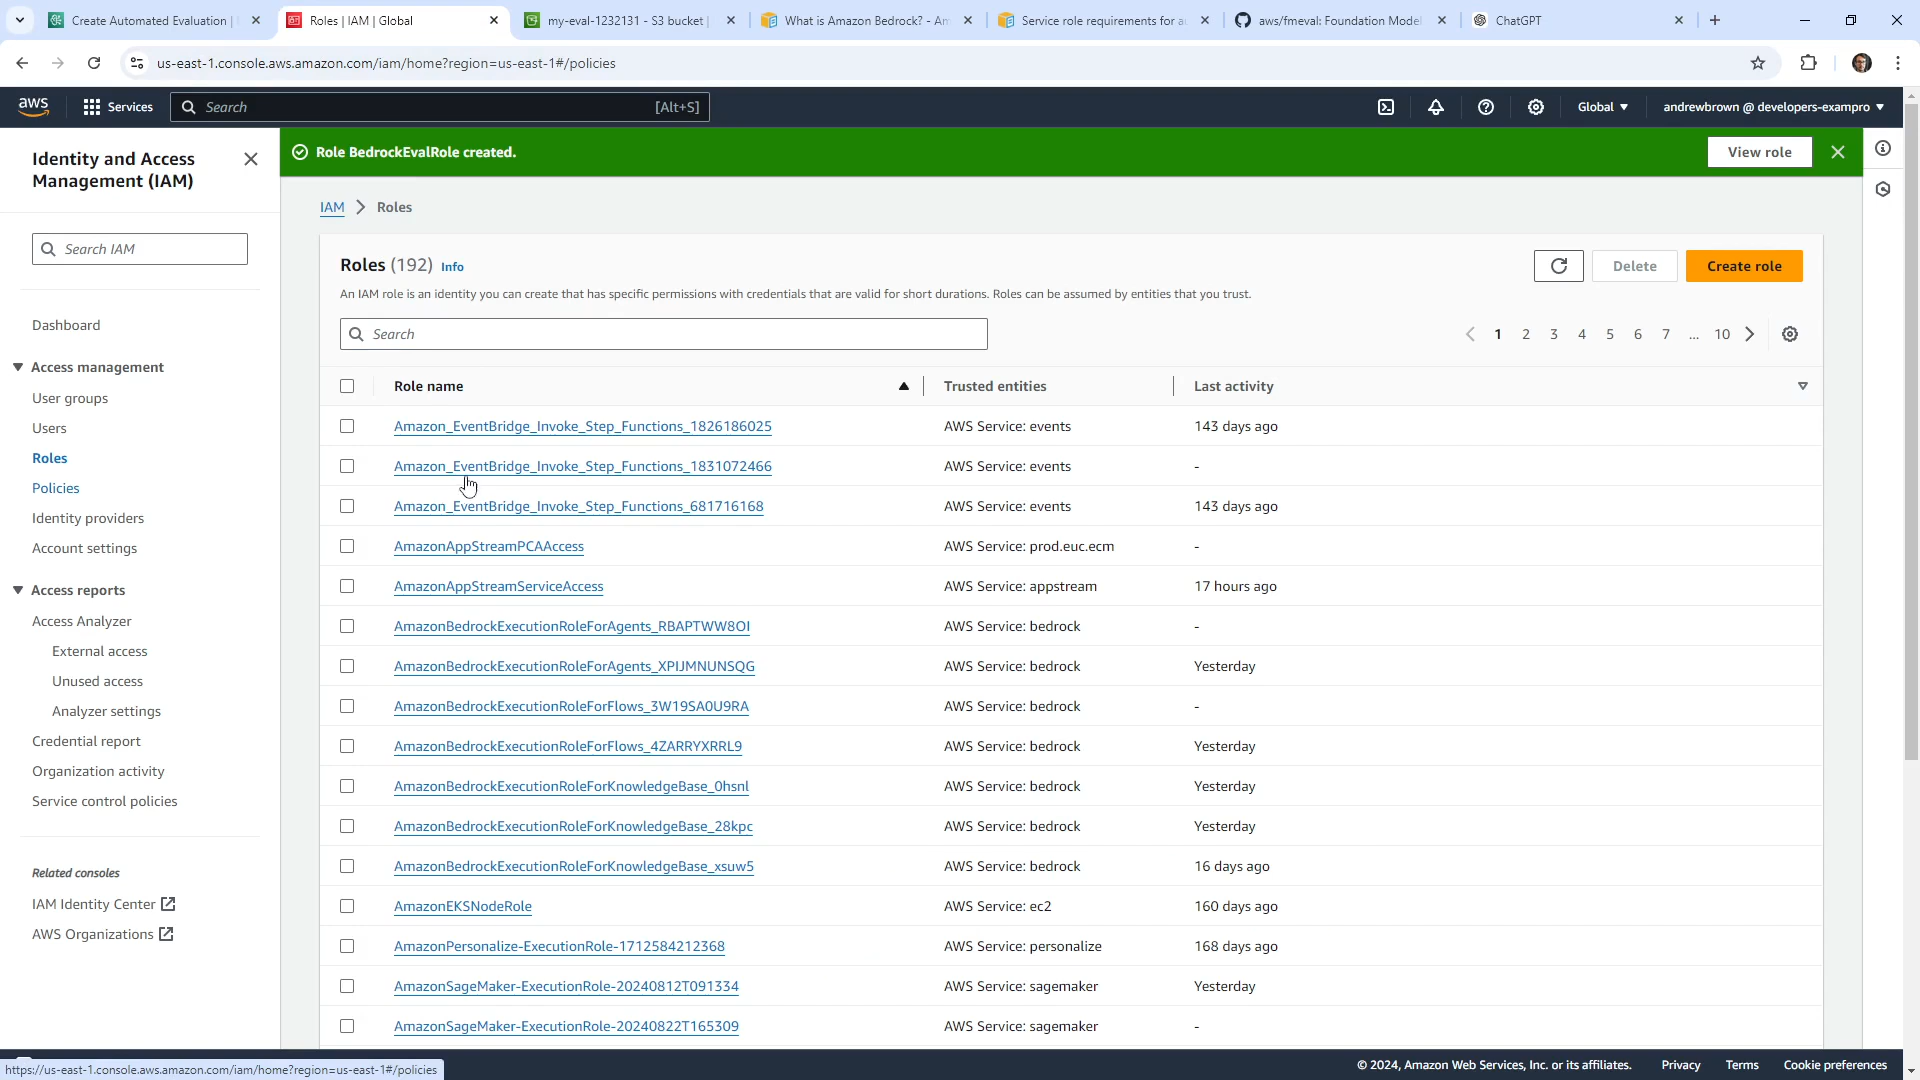 Create Automated Evaluation |
Roles | IAM | Global
my-eval-1232131 - S3 bucket |
What is Amazon Bedrock? - Am
Service role requirements for au
aws/fmeval: Foundation Model
ChatGPT
us-east-1.console.aws.amazon.com/iam/home?region=us-east-1#/policies
aws
Services
Search
[Alt+S]
Global
andrewbrown @ developers-exampro
Identity and Access
Management (IAM)
Search IAM
Dashboard
Access management
User groups
Users
Roles
Policies
Identity providers
Account settings
Access reports
Access Analyzer
External access
Unused access
Analyzer settings
Credential report
Organization activity
Service control policies
Related consoles
IAM Identity Center
AWS Organizations
Role BedrockEvalRole created.
View role
IAM
Roles
Roles (192) Info
Delete
Create role
An IAM role is an identity you can create that has specific permissions with credentials that are valid for short durations. Roles can be assumed by entities that you trust.
Search
1 2 3 4 5 6 7 ... 10
Role name Trusted entities Last activity
Amazon_EventBridge_Invoke_Step_Functions_1826186025 AWS Service: events 143 days ago
Amazon_EventBridge_Invoke_Step_Functions_1831072466 AWS Service: events -
Amazon_EventBridge_Invoke_Step_Functions_681716168 AWS Service: events 143 days ago
AmazonAppStreamPCAAccess AWS Service: prod.euc.ecm -
AmazonAppStreamServiceAccess AWS Service: appstream 17 hours ago
AmazonBedrockExecutionRoleForAgents_RBAPTWW8OI AWS Service: bedrock -
AmazonBedrockExecutionRoleForAgents_XPIJMNUNSQG AWS Service: bedrock Yesterday
AmazonBedrockExecutionRoleForFlows_3W19SA0U9RA AWS Service: bedrock -
AmazonBedrockExecutionRoleForFlows_4ZARRYXRRL9 AWS Service: bedrock Yesterday
AmazonBedrockExecutionRoleForKnowledgeBase_0hsnl AWS Service: bedrock Yesterday
AmazonBedrockExecutionRoleForKnowledgeBase_28kpc AWS Service: bedrock Yesterday
AmazonBedrockExecutionRoleForKnowledgeBase_xsuw5 AWS Service: bedrock 16 days ago
AmazonEKSNodeRole AWS Service: ec2 160 days ago
AmazonPersonalize-ExecutionRole-1712584212368 AWS Service: personalize 168 days ago
AmazonSageMaker-ExecutionRole-20240812T091334 AWS Service: sagemaker Yesterday
AmazonSageMaker-ExecutionRole-20240822T165309 AWS Service: sagemaker -
https://us-east-1.console.aws.amazon.com/iam/home?region=us-east-1#/policies
© 2024, Amazon Web Services, Inc. or its affiliates. Privacy Terms Cookie preferences